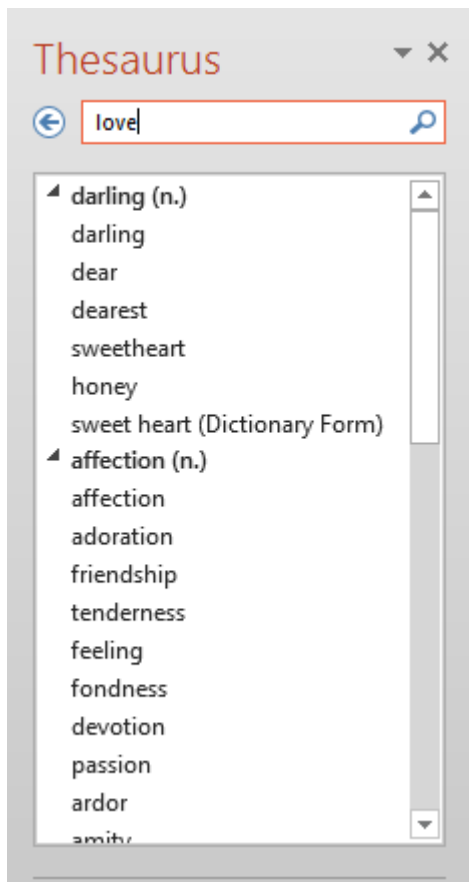 Thesaurus
love
darling (n.)
darling
dear
dearest
sweetheart
honey
sweet heart (Dictionary Form)
affection (n.)
affection
adoration
friendship
tenderness
feeling
fondness
devotion
passion
ardor
amity